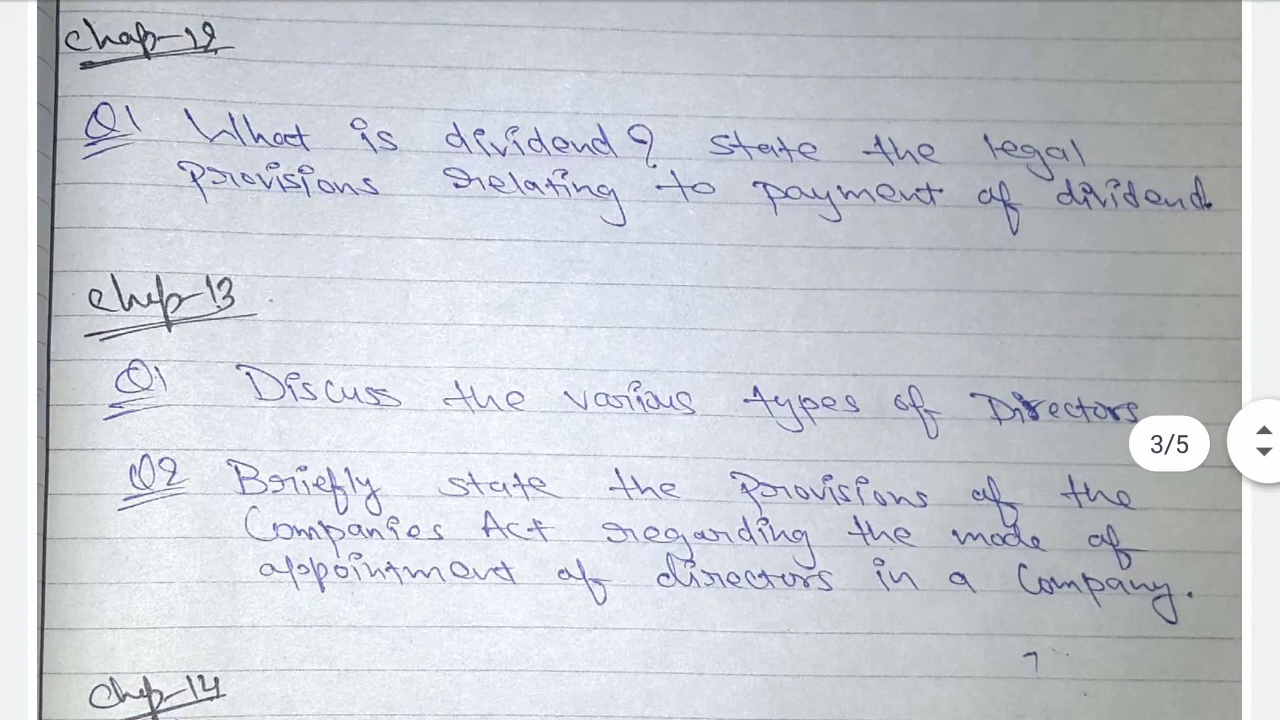 Chap-12
Q1 What is dividend? state the legal
provisions relating to payment of dividend.
Chap-13
Q1 Discuss the various types of Directors
3/5
Q2 Briefly state the provisions of the
Companies Act regarding the mode of
appointment of directors in a Company.
Chap-14